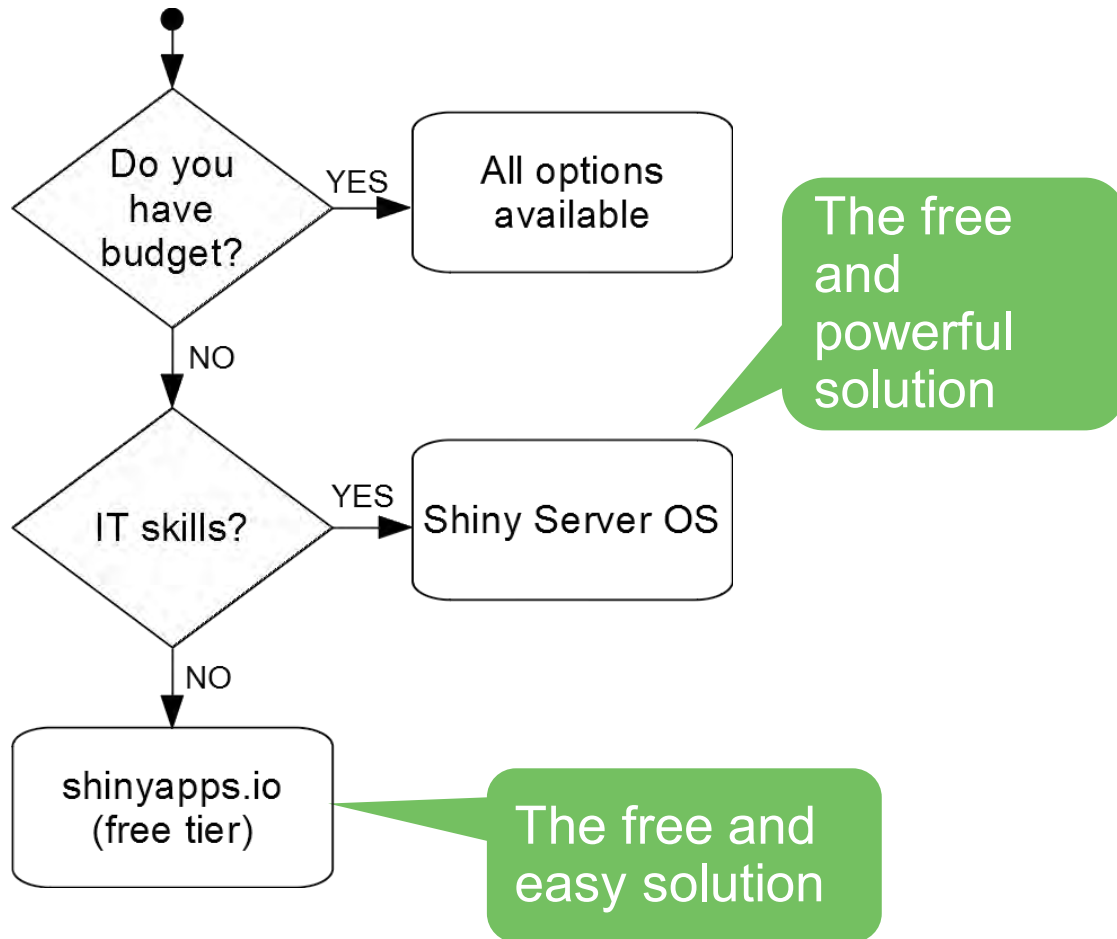 Do you
have
budget?
YES
All options
available
The free
and
powerful
solution
NO
IT skills?
YES
Shiny Server OS
NO
shinyapps.io
(free tier)
The free and
easy solution